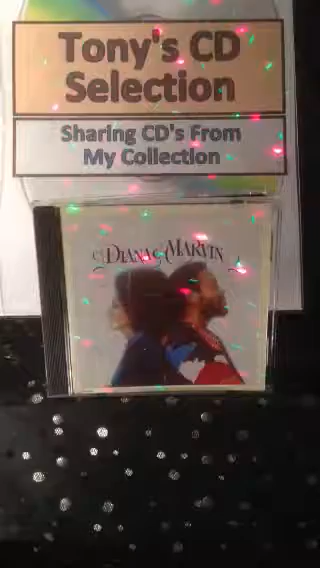 Tony's CD
Selection
Sharing CD's From
My Collection
DIANA & MARVIN